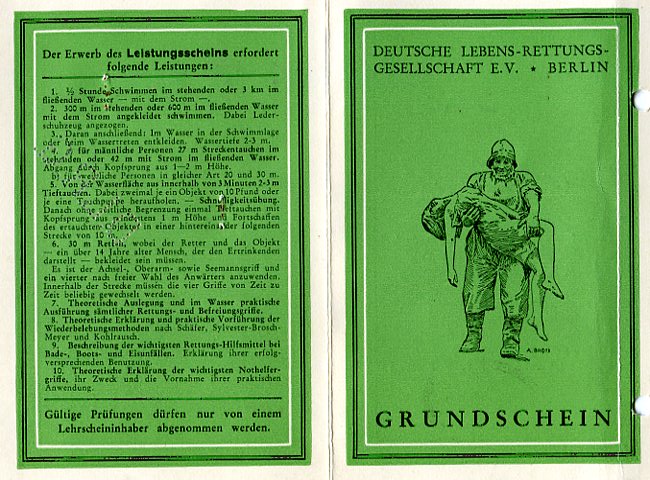 Der Erwerb des Leistungsscheins erfordert
folgende Leistungen:
1. ½ Stunde Schwimmen im stehenden oder 3 km im
fließenden Wasser — mit dem Strom —.
2. 300 m im stehenden oder 600 m im fließenden Wasser
mit dem Strom angekleidet schwimmen. Dabei Leder-
schuhzeug angezogen.
3. Daran anschließend: Im Wasser in der Schwimmlage
oder beim Wassertreten entkleiden. Wassertiefe 2-3 m.
4. a) für männliche Personen 27 m Streckentauchen im
stehenden oder 42 m mit Strom im fließenden Wasser.
Abgang durch Kopfsprung aus 1—2 m Höhe.
b) für weibliche Personen in gleicher Art 20 und 30 m.
5. Von der Wasserfläche aus innerhalb von 3 Minuten 2-3 m
Tieftauchen. Dabei zweimal je ein Objekt von 10 Pfund oder
je eine Tauchpuppe heraufholen. — Schnelligkeitsübung.
Danach ohne zeitliche Begrenzung einmal Tieftauchen mit
Kopfsprung aus mindestens 1 m Höhe und Fortschaffen
des ertauchten Objektes in einer hintereinander folgenden
Strecke von 10 m.
6. 30 m Retten, wobei der Retter und das Objekt
— ein über 14 Jahre alter Mensch, der den Ertrinkenden
darstellt — bekleidet sein müssen.
Es ist der Achsel-, Oberarm- sowie Seemannsgriff und
ein vierter nach freier Wahl des Anwärters anzuwenden.
Innerhalb der Strecke müssen die vier Griffe von Zeit zu
Zeit beliebig gewechselt werden.
7. Theoretische Auslegung und im Wasser praktische
Ausführung sämtlicher Rettungs- und Befreiungsgriffe.
8. Theoretische Erklärung und praktische Vorführung der
Wiederbelebungsmethoden nach Schäfer, Sylvester-Brosch-
Meyer und Kohlrausch.
9. Beschreibung der wichtigsten Rettungs-Hilfsmittel bei
Bade-, Boots- und Eisunfällen. Erklärung ihrer erfolg-
versprechenden Benutzung.
10. Theoretische Erklärung der wichtigsten Nothelfer-
griffe, ihr Zweck und die Vornahme ihrer praktischen
Anwendung.
Gültige Prüfungen dürfen nur von einem
Lehrscheininhaber abgenommen werden.
DEUTSCHE LEBENS-RETTUNGS-
GESELLSCHAFT E.V. ★ BERLIN
GRUNDSCHEIN